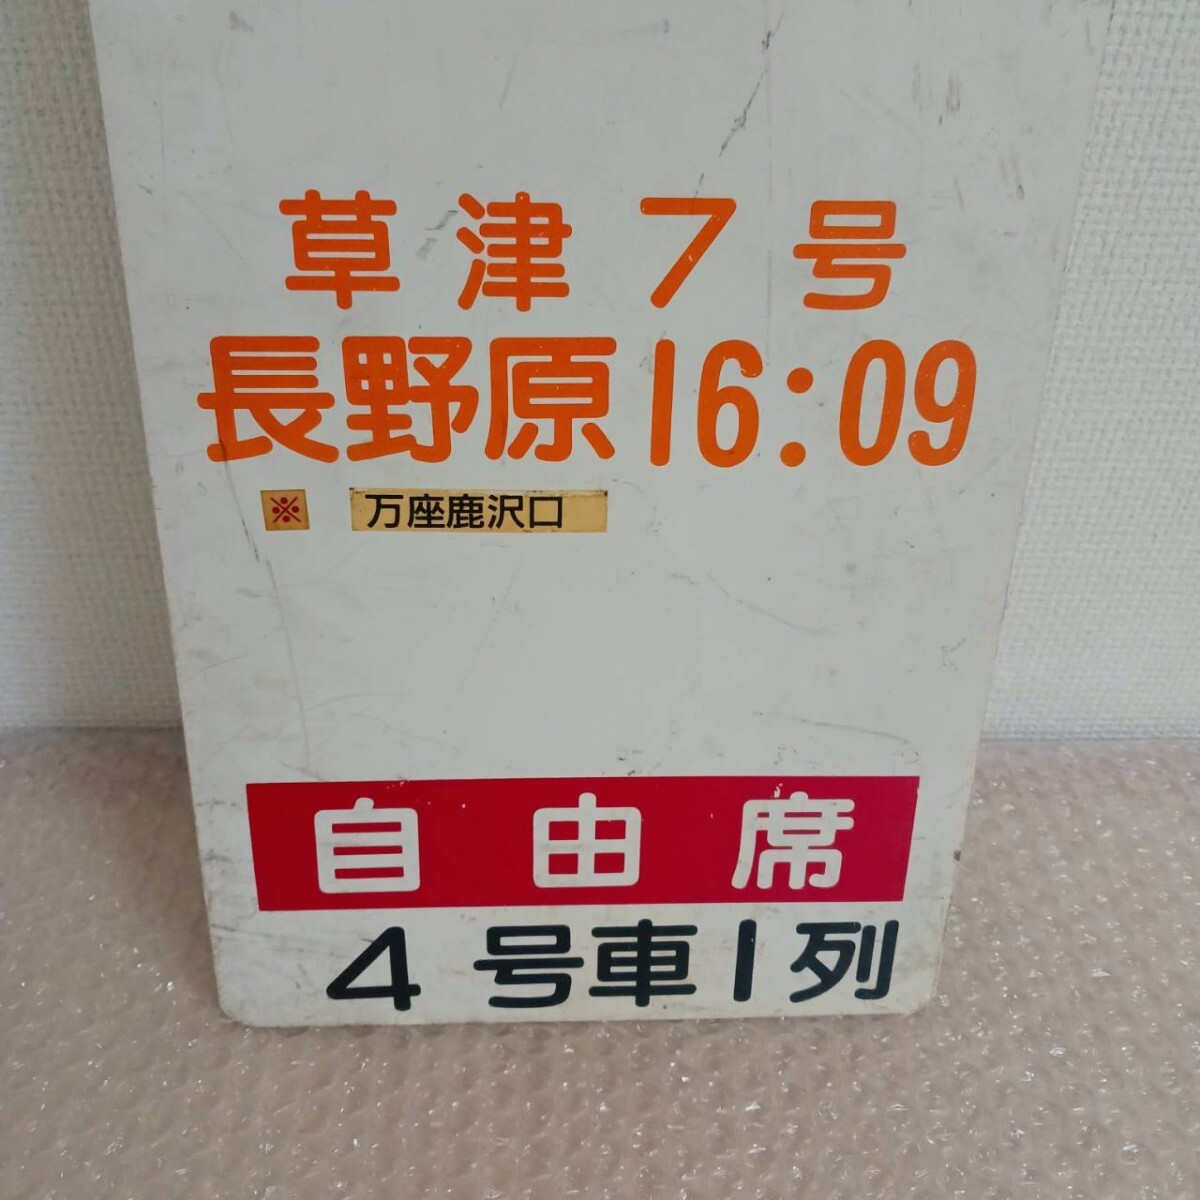 草津7号
長野原16:09
※ 万座鹿沢口
自由席
4号車1列